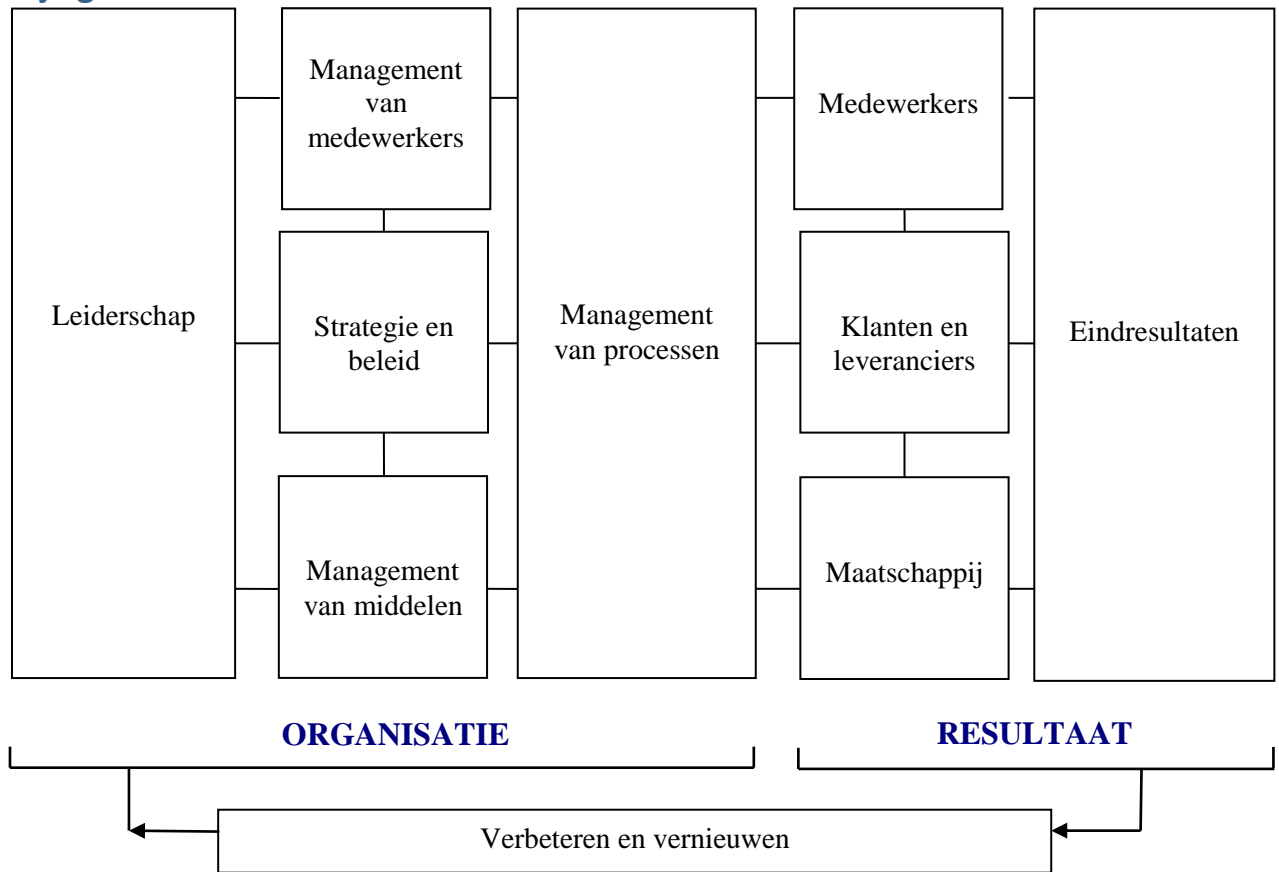 Management
van
medewerkers
Medewerkers
Leiderschap
Strategie en
beleid
Management
van processen
Klanten en
leveranciers
Eindresultaten
Management
van middelen
Maatschappij
ORGANISATIE
RESULTAAT
Verbeteren en vernieuwen